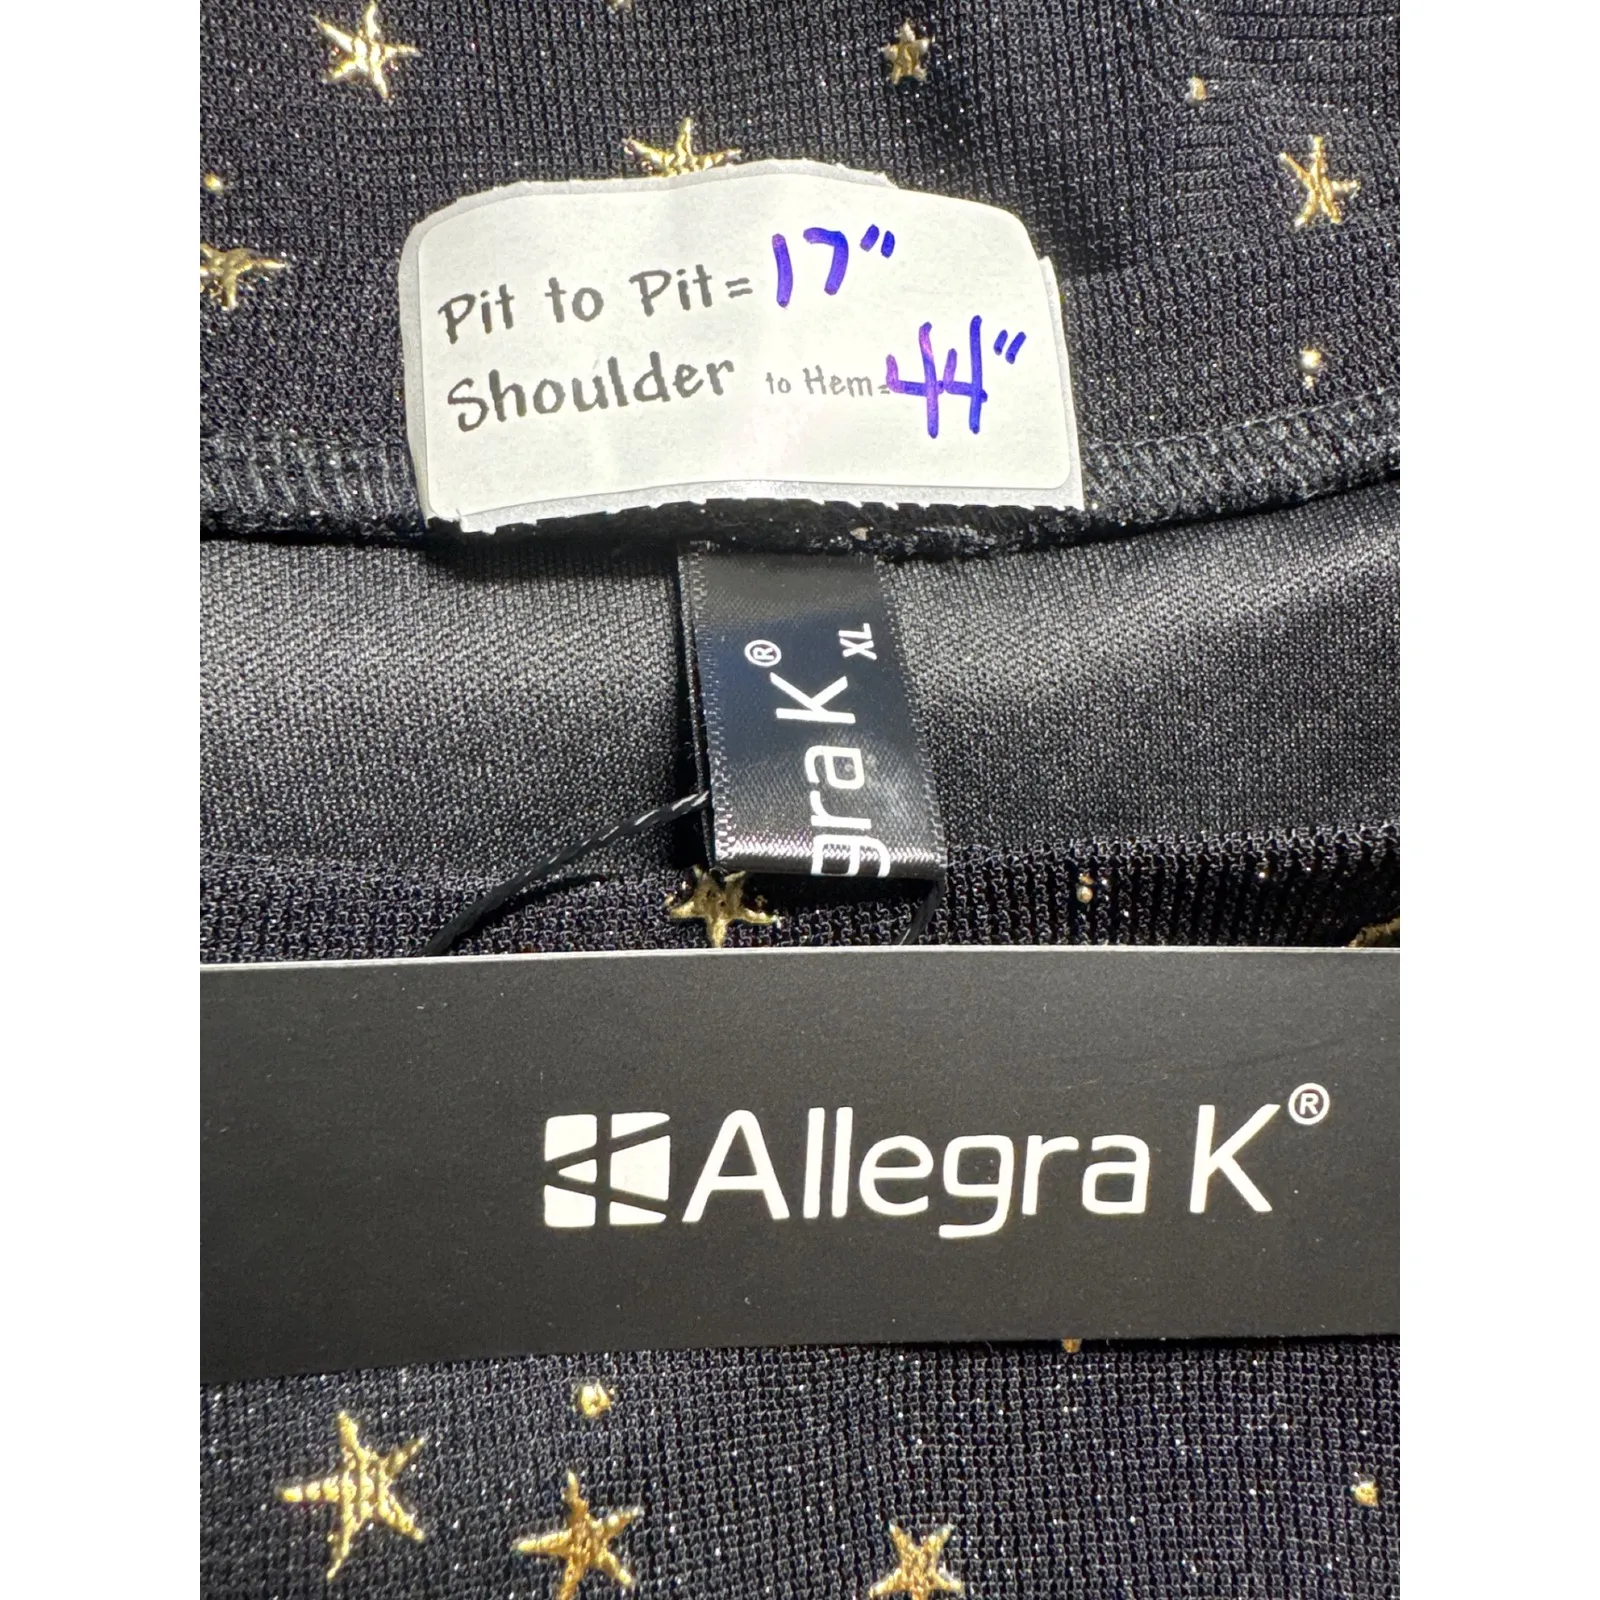 Pit to Pit = 17"
Shoulder to Hem = 44"
gra K® XL
Allegra K®